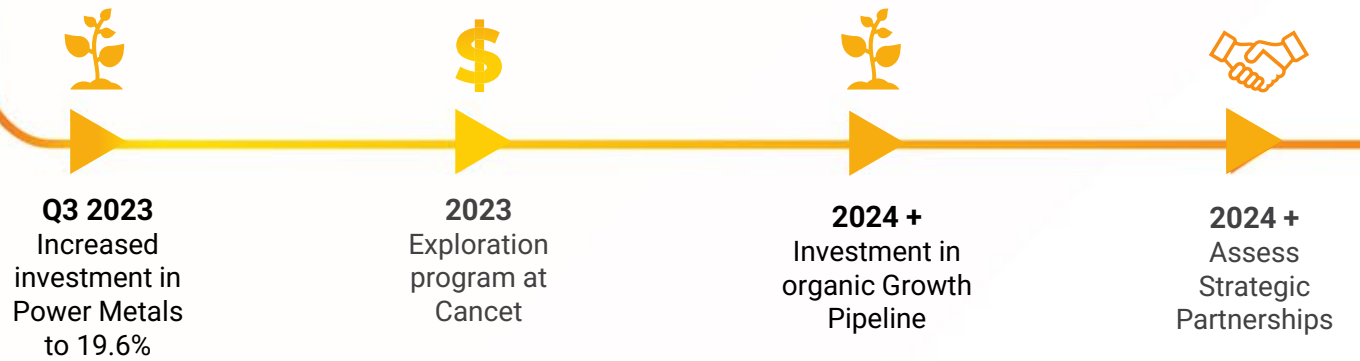 $
Q3 2023
Increased
investment in
Power Metals
to 19.6%
2023
Exploration
program at
Cancet
2024 +
Investment in
organic Growth
Pipeline
2024 +
Assess
Strategic
Partnerships